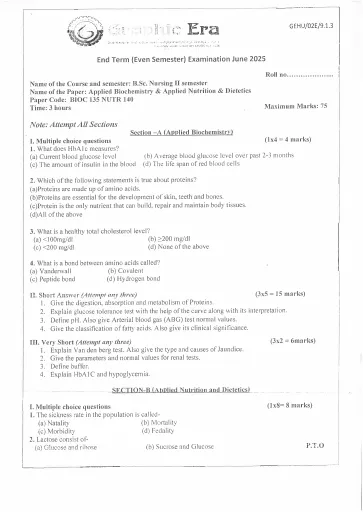 GEHU/02E/9.1.3
Graphic Era
End Term (Even Semester) Examination June 2025
Roll no.....................
Name of the Course and semester: B.Sc. Nursing II semester
Name of the Paper: Applied Biochemistry & Applied Nutrition & Dietetics
Paper Code: BIOC 135 NUTR 140
Time: 3 hours Maximum Marks: 75
Note: Attempt All Sections
Section –A (Applied Biochemistry)
I. Multiple choice questions (1x4 = 4 marks)
1. What does HbA1c measures?
(a) Current blood glucose level (b) Average blood glucose level over past 2-3 months
(c) The amount of insulin in the blood (d) The life span of red blood cells
2. Which of the following statements is true about proteins?
(a)Proteins are made up of amino acids.
(b)Proteins are essential for the development of skin, teeth and bones.
(c)Protein is the only nutrient that can build, repair and maintain body tissues.
(d)All of the above
3. What is a healthy total cholesterol level?
(a) <100mg/dl (b) ≥200 mg/dl
(c) <200 mg/dl (d) None of the above
4. What is a bond between amino acids called?
(a) Vanderwall (b) Covalent
(c) Peptide bond (d) Hydrogen bond
II. Short Answer (Attempt any three) (3x5 = 15 marks)
1. Give the digestion, absorption and metabolism of Proteins.
2. Explain glucose tolerance test with the help of the curve along with its interpretation.
3. Define pH. Also give Arterial blood gas (ABG) test normal values.
4. Give the classification of fatty acids. Also give its clinical significance.
III. Very Short (Attempt any three) (3x2 = 6marks)
1. Explain Van den berg test. Also give the type and causes of Jaundice.
2. Give the parameters and normal values for renal tests.
3. Define buffer.
4. Explain HbA1C and hypoglycemia.
SECTION-B (Applied Nutrition and Dietetics)
I. Multiple choice questions (1x8= 8 marks)
1. The sickness rate in the population is called-
(a) Natality (b) Mortality
(c) Morbidity (d) Fedality
2. Lactose consist of-
(a) Glucose and ribose (b) Sucrose and Glucose P.T.O